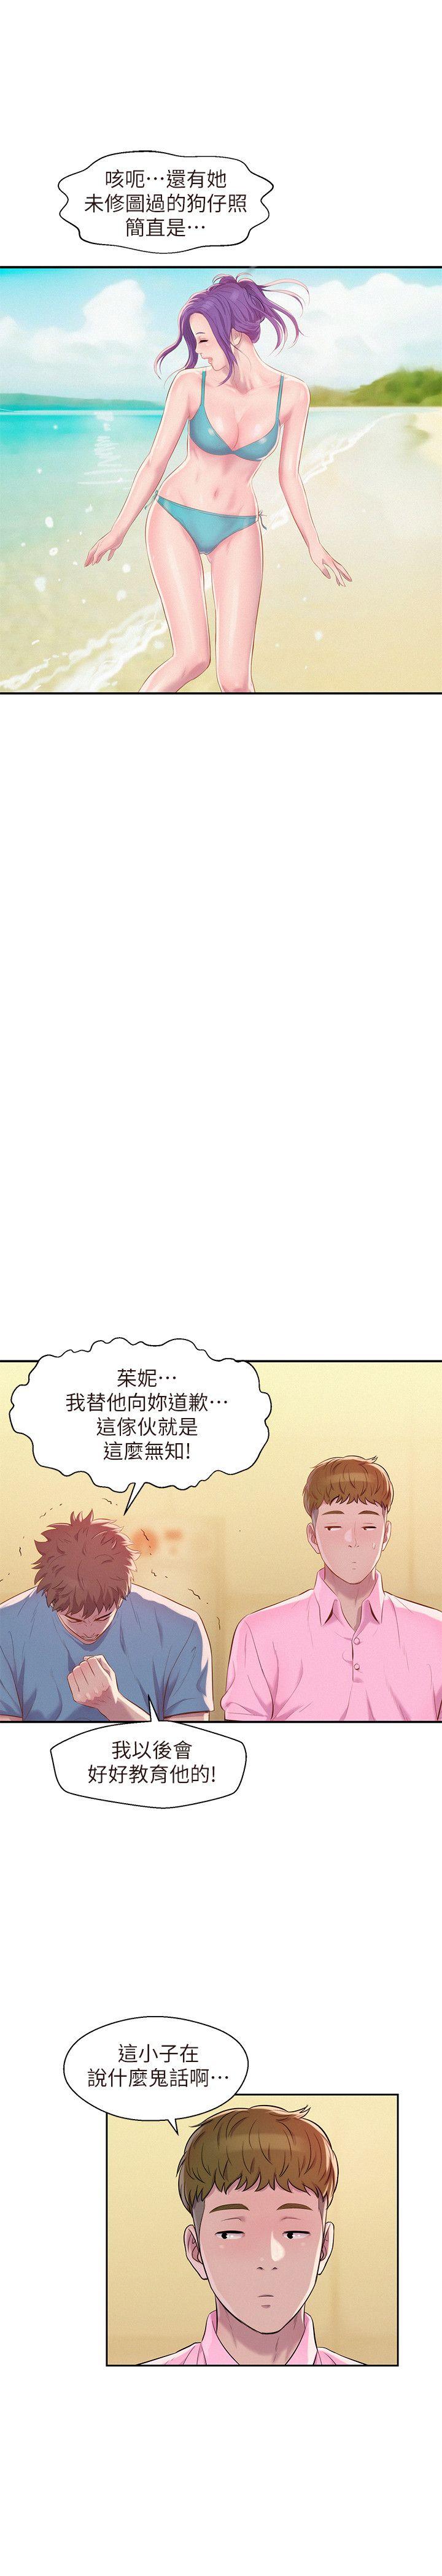 咳呃⋯還有她
未修圖過的狗仔照
簡直是⋯
茱妮⋯
我替他向妳道歉⋯
這傢伙就是
這麼無知!
我以後會
好好教育他的!
這小子在
說什麼鬼話啊⋯